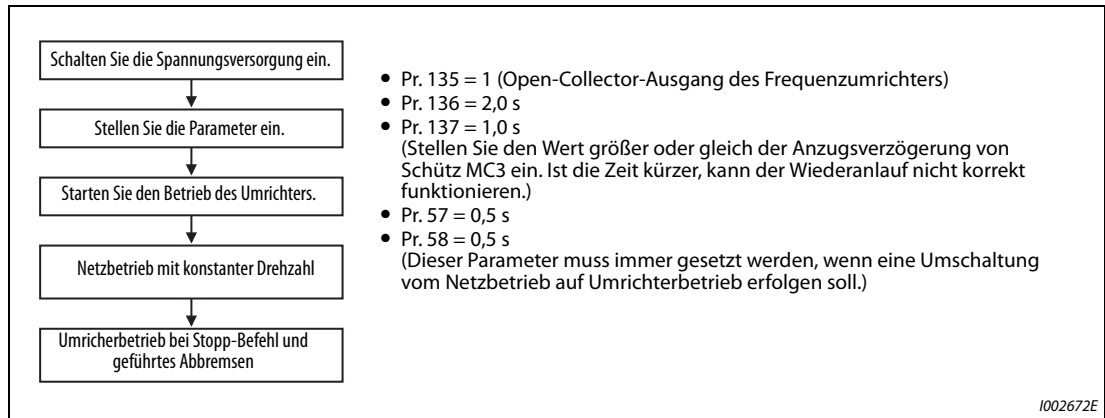 Schalten Sie die Spannungsversorgung ein.
Stellen Sie die Parameter ein.
Starten Sie den Betrieb des Umrichters.
Netzbetrieb mit konstanter Drehzahl
Umricherbetrieb bei Stopp-Befehl und
geführtes Abbremsen
● Pr. 135 = 1 (Open-Collector-Ausgang des Frequenzumrichters)
● Pr. 136 = 2,0 s
● Pr. 137 = 1,0 s
(Stellen Sie den Wert größer oder gleich der Anzugsverzögerung von
Schütz MC3 ein. Ist die Zeit kürzer, kann der Wiederanlauf nicht korrekt
funktionieren.)
● Pr. 57 = 0,5 s
● Pr. 58 = 0,5 s
(Dieser Parameter muss immer gesetzt werden, wenn eine Umschaltung
vom Netzbetrieb auf Umrichterbetrieb erfolgen soll.)
I002672E